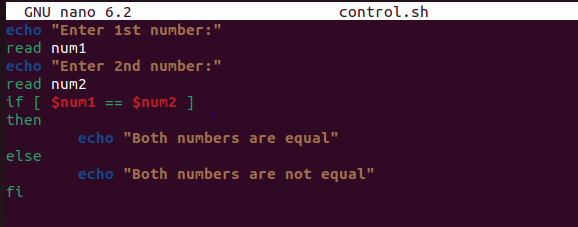 GNU nano 6.2 control.sh
echo "Enter 1st number:"
read num1
echo "Enter 2nd number:"
read num2
if [ $num1 == $num2 ]
then
echo "Both numbers are equal"
else
echo "Both numbers are not equal"
fi